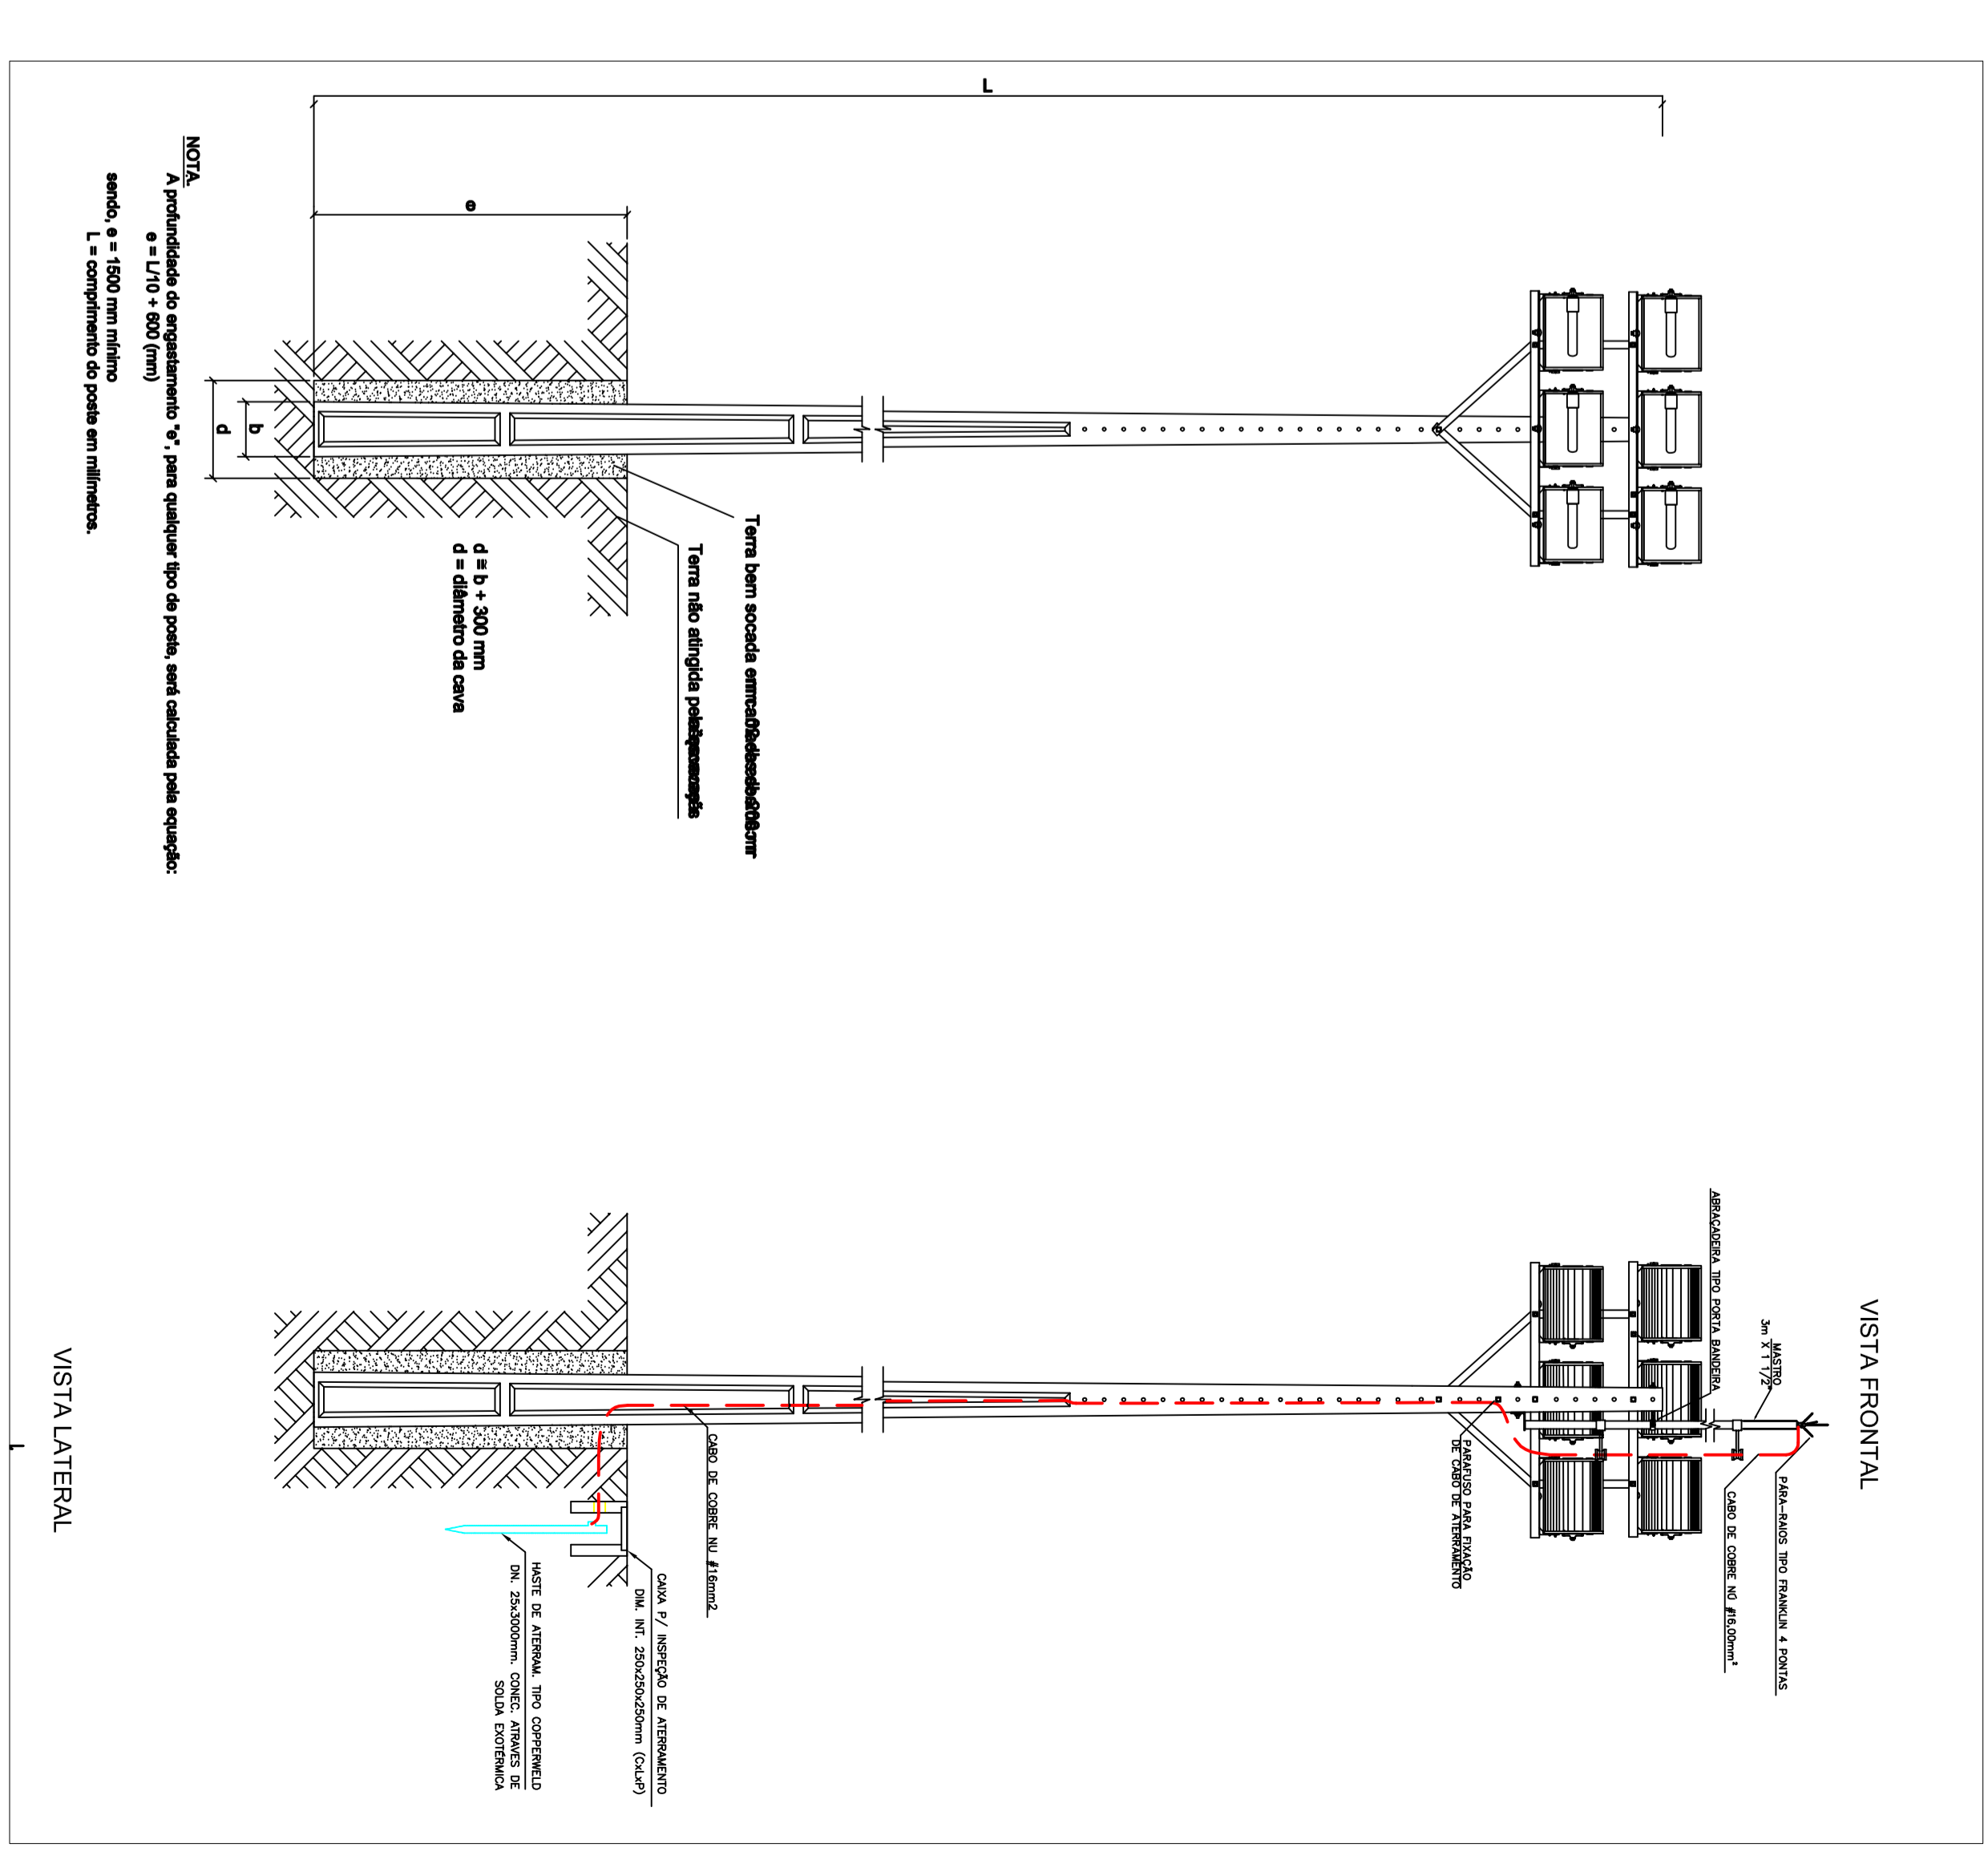 VISTA FRONTAL
L
e
Terra bem socada em
Terra não atingida
d ≅ b + 300 mm
d = diâmetro da cava
b
d
NOTA.
A profundidade do engastamento "e", para qualquer tipo de poste, será calculada pela equação:
e = L/10 + 600 (mm)
sendo, e = 1500 mm mínimo
L = comprimento do poste em milímetros.
ABRAÇADEIRA TIPO PORTA BANDEIRA
MASTRO
3m X 1 1/2"
PÁRA-RAIOS TIPO FRANKLIN 4 PONTAS
CABO DE COBRE NÚ #16,00mm²
PARAFUSO PARA FIXAÇÃO
DE CABO DE ATERRAMENTO
CABO DE COBRE NU #16mm2
CAIXA P/ INSPEÇÃO DE ATERRAMENTO
DIM. INT. 250x250x250mm (CxLxP)
HASTE DE ATERRAM. TIPO COPPERWELD
DN. 25x3000mm. CONEC. ATRAVES DE
SOLDA EXOTÉRMICA
VISTA LATERAL
L